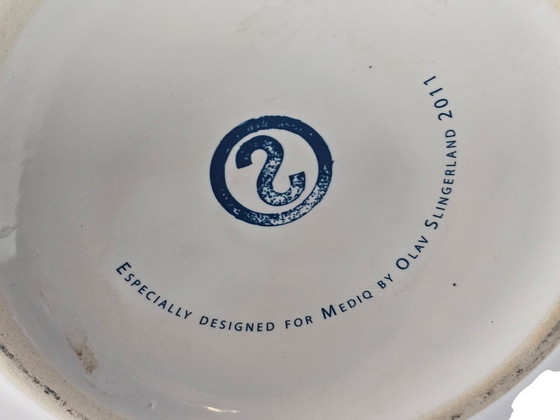 S
Especially designed for Mediq by Olav Slingerland 2011